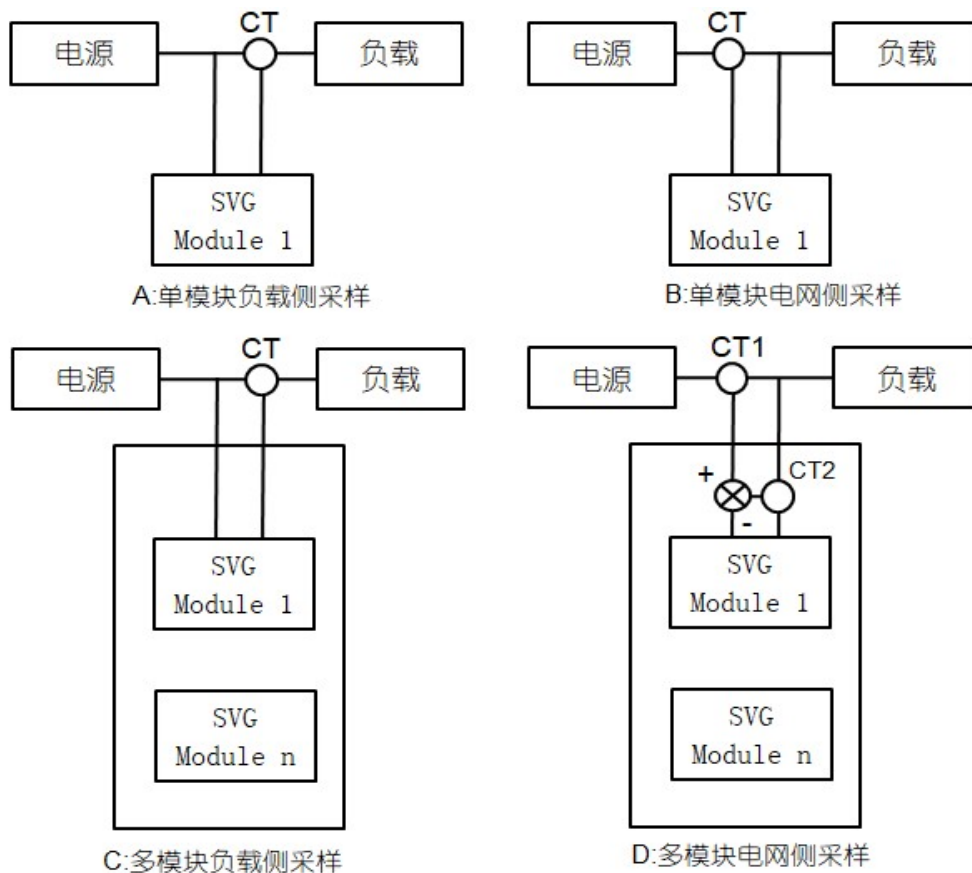 CT
电源
负载
SVG
Module 1
A:单模块负载侧采样
CT
电源
负载
SVG
Module 1
B:单模块电网侧采样
CT
电源
负载
SVG
Module 1
SVG
Module n
C:多模块负载侧采样
CT1
电源
负载
+
CT2
-
SVG
Module 1
SVG
Module n
D:多模块电网侧采样